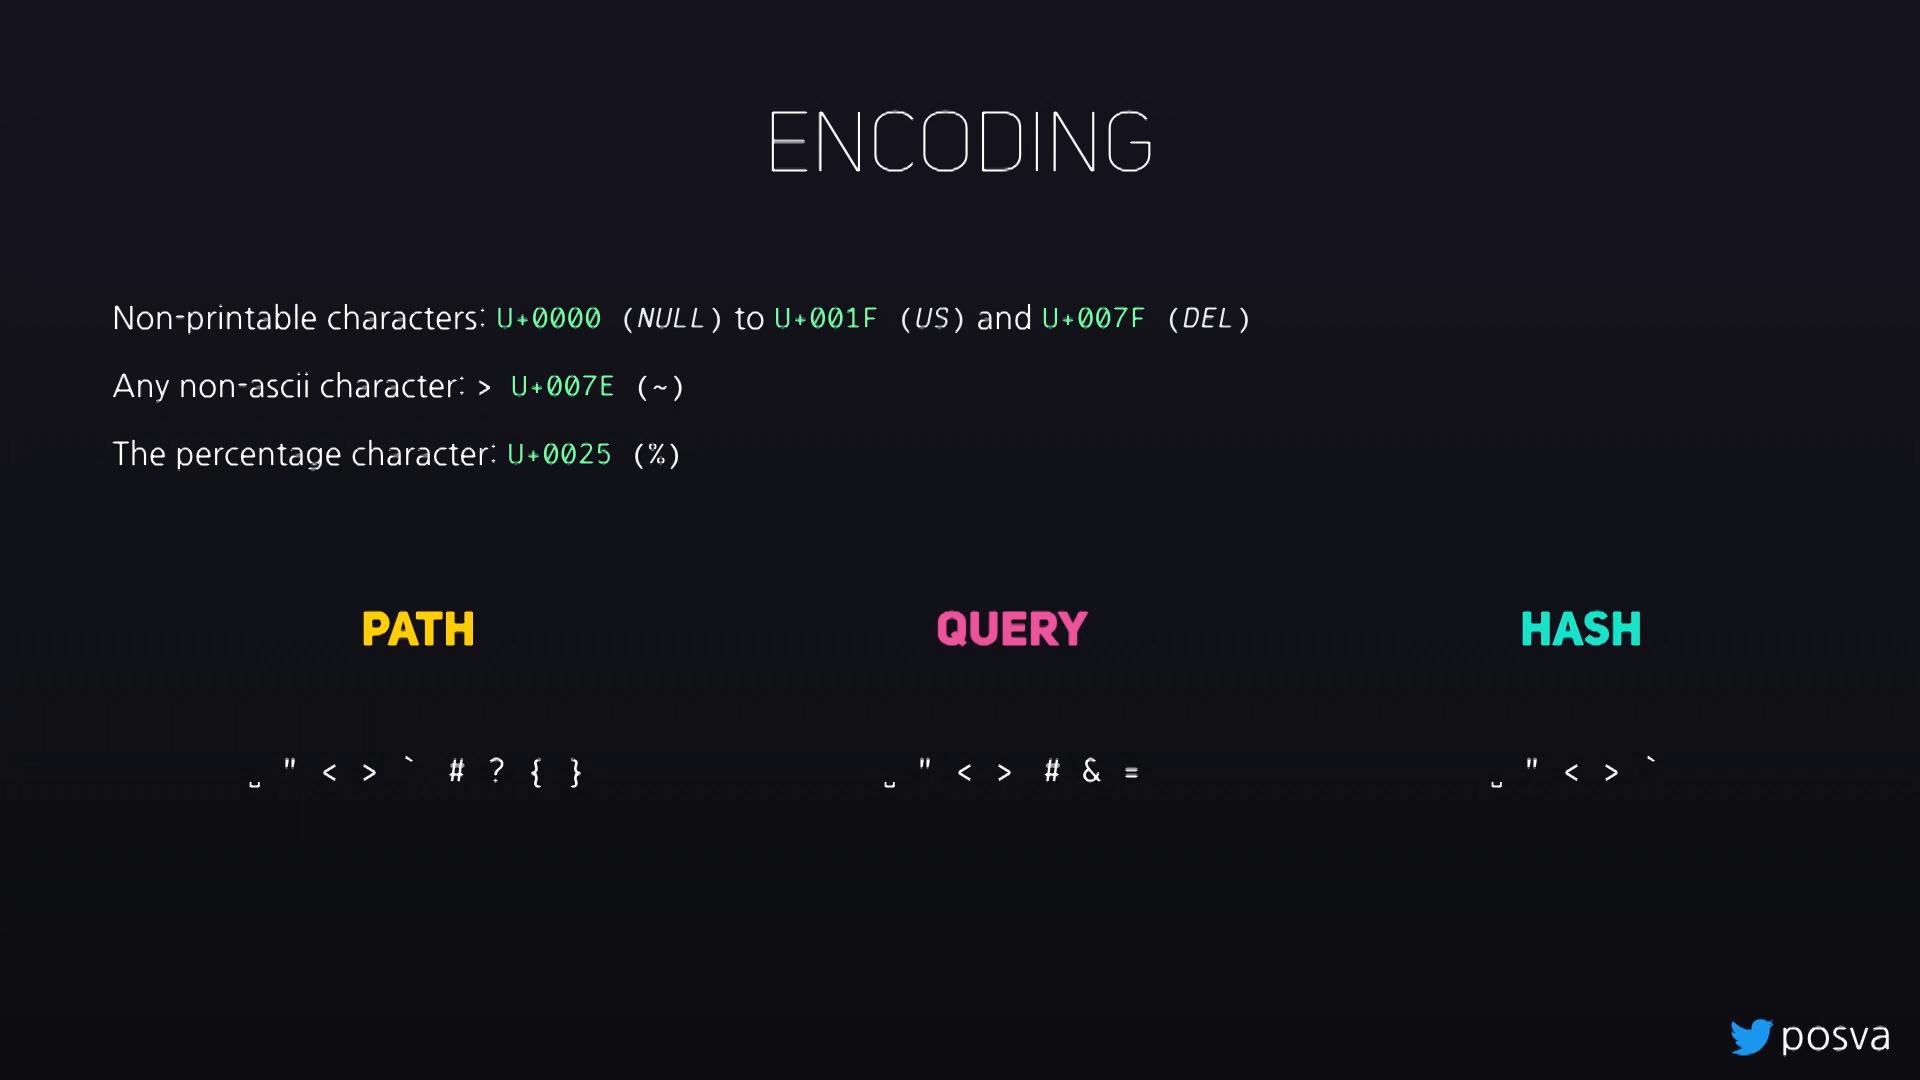 ENCODING
Non-printable characters: U+0000 (NULL) to U+001F (US) and U+007F (DEL)
Any non-ascii character: > U+007E (~)
The percentage character: U+0025 (%)
PATH QUERY HASH
␣ " < > ` # ? { } ␣ " < > # & = ␣ " < > `
posva